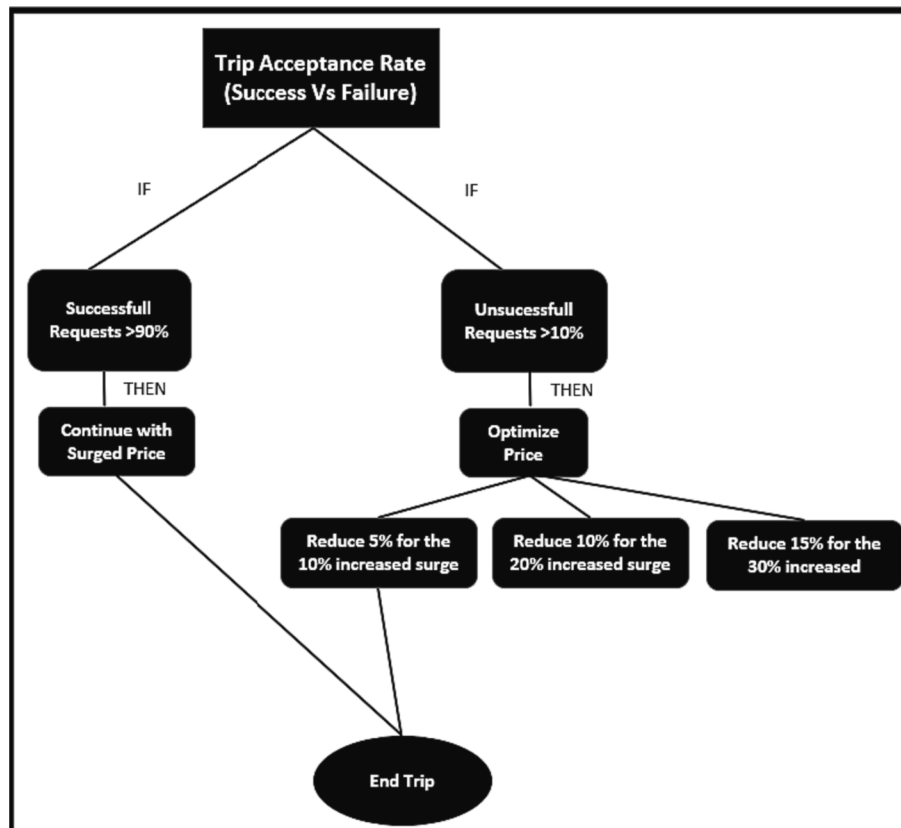 Trip Acceptance Rate
(Success Vs Failure)
IF
IF
Successfull
Requests >90%
Unsucessfull
Requests >10%
THEN
THEN
Continue with
Surged Price
Optimize
Price
Reduce 5% for the
10% increased surge
Reduce 10% for the
20% increased surge
Reduce 15% for the
30% increased
End Trip